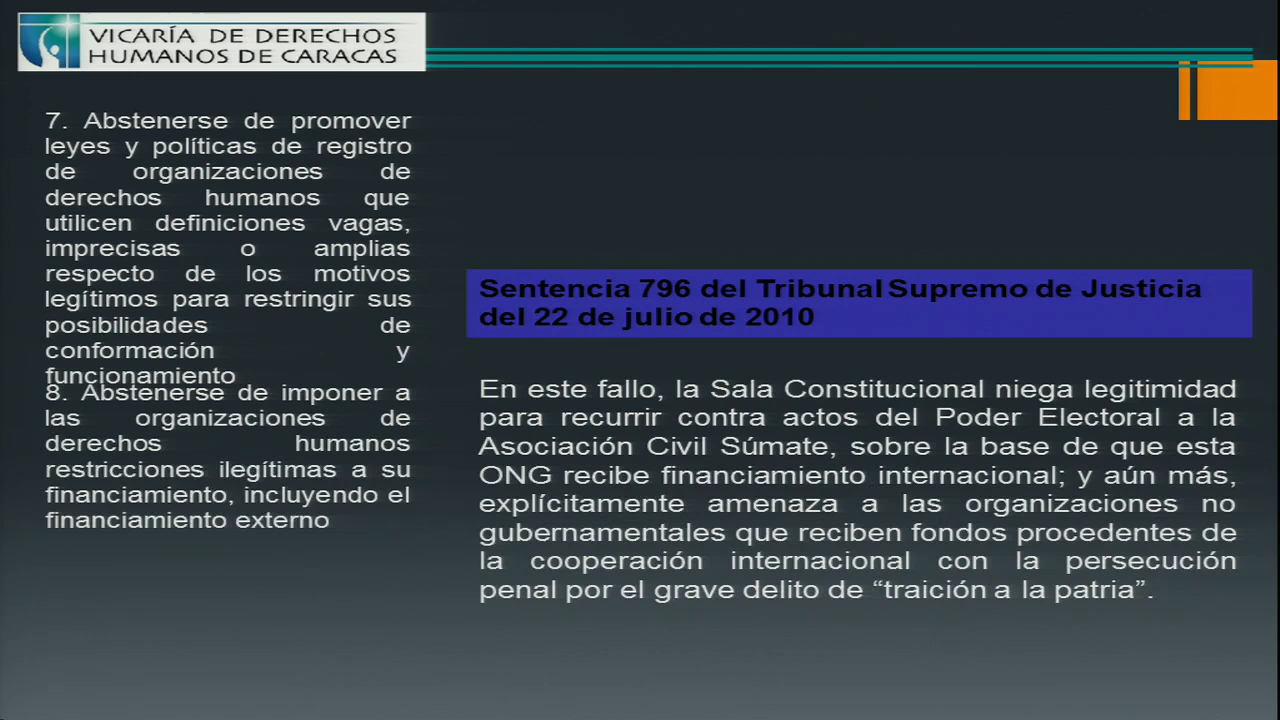 VICARÍA DE DERECHOS
HUMANOS DE CARACAS
7. Abstenerse de promover
leyes y políticas de registro
de organizaciones de
derechos humanos que
utilicen definiciones vagas,
imprecisas o amplias
respecto de los motivos
legítimos para restringir sus
posibilidades de
conformación y
funcionamiento
8. Abstenerse de imponer a
las organizaciones de
derechos humanos
restricciones ilegítimas a su
financiamiento, incluyendo el
financiamiento externo
Sentencia 796 del Tribunal Supremo de Justicia
del 22 de julio de 2010
En este fallo, la Sala Constitucional niega legitimidad
para recurrir contra actos del Poder Electoral a la
Asociación Civil Súmate, sobre la base de que esta
ONG recibe financiamiento internacional; y aún más,
explícitamente amenaza a las organizaciones no
gubernamentales que reciben fondos procedentes de
la cooperación internacional con la persecución
penal por el grave delito de “traición a la patria”.